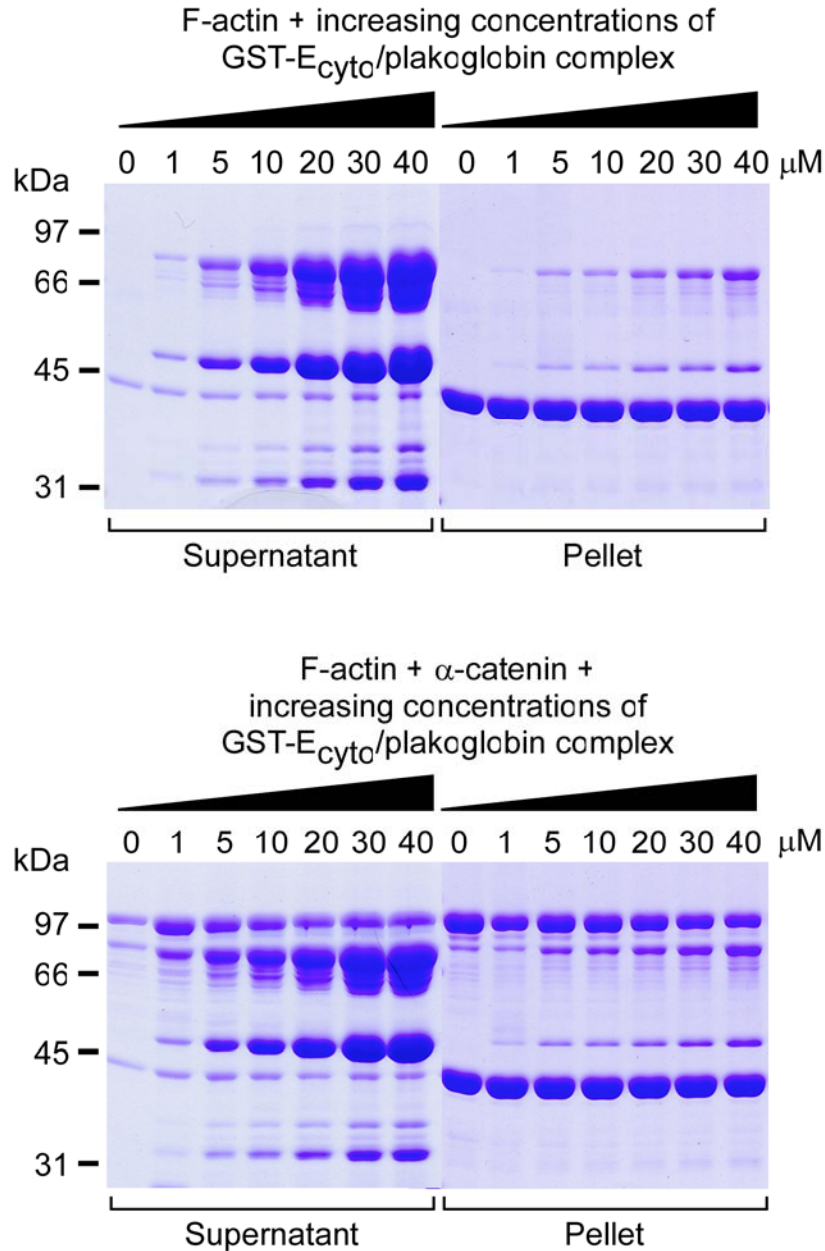 F-actin + increasing concentrations of
GST-Ecyto/plakoglobin complex
0 1 5 10 20 30 40 0 1 5 10 20 30 40 μM
kDa
97
66
45
31
Supernatant Pellet
F-actin + α-catenin +
increasing concentrations of
GST-Ecyto/plakoglobin complex
0 1 5 10 20 30 40 0 1 5 10 20 30 40 μM
kDa
97
66
45
31
Supernatant Pellet